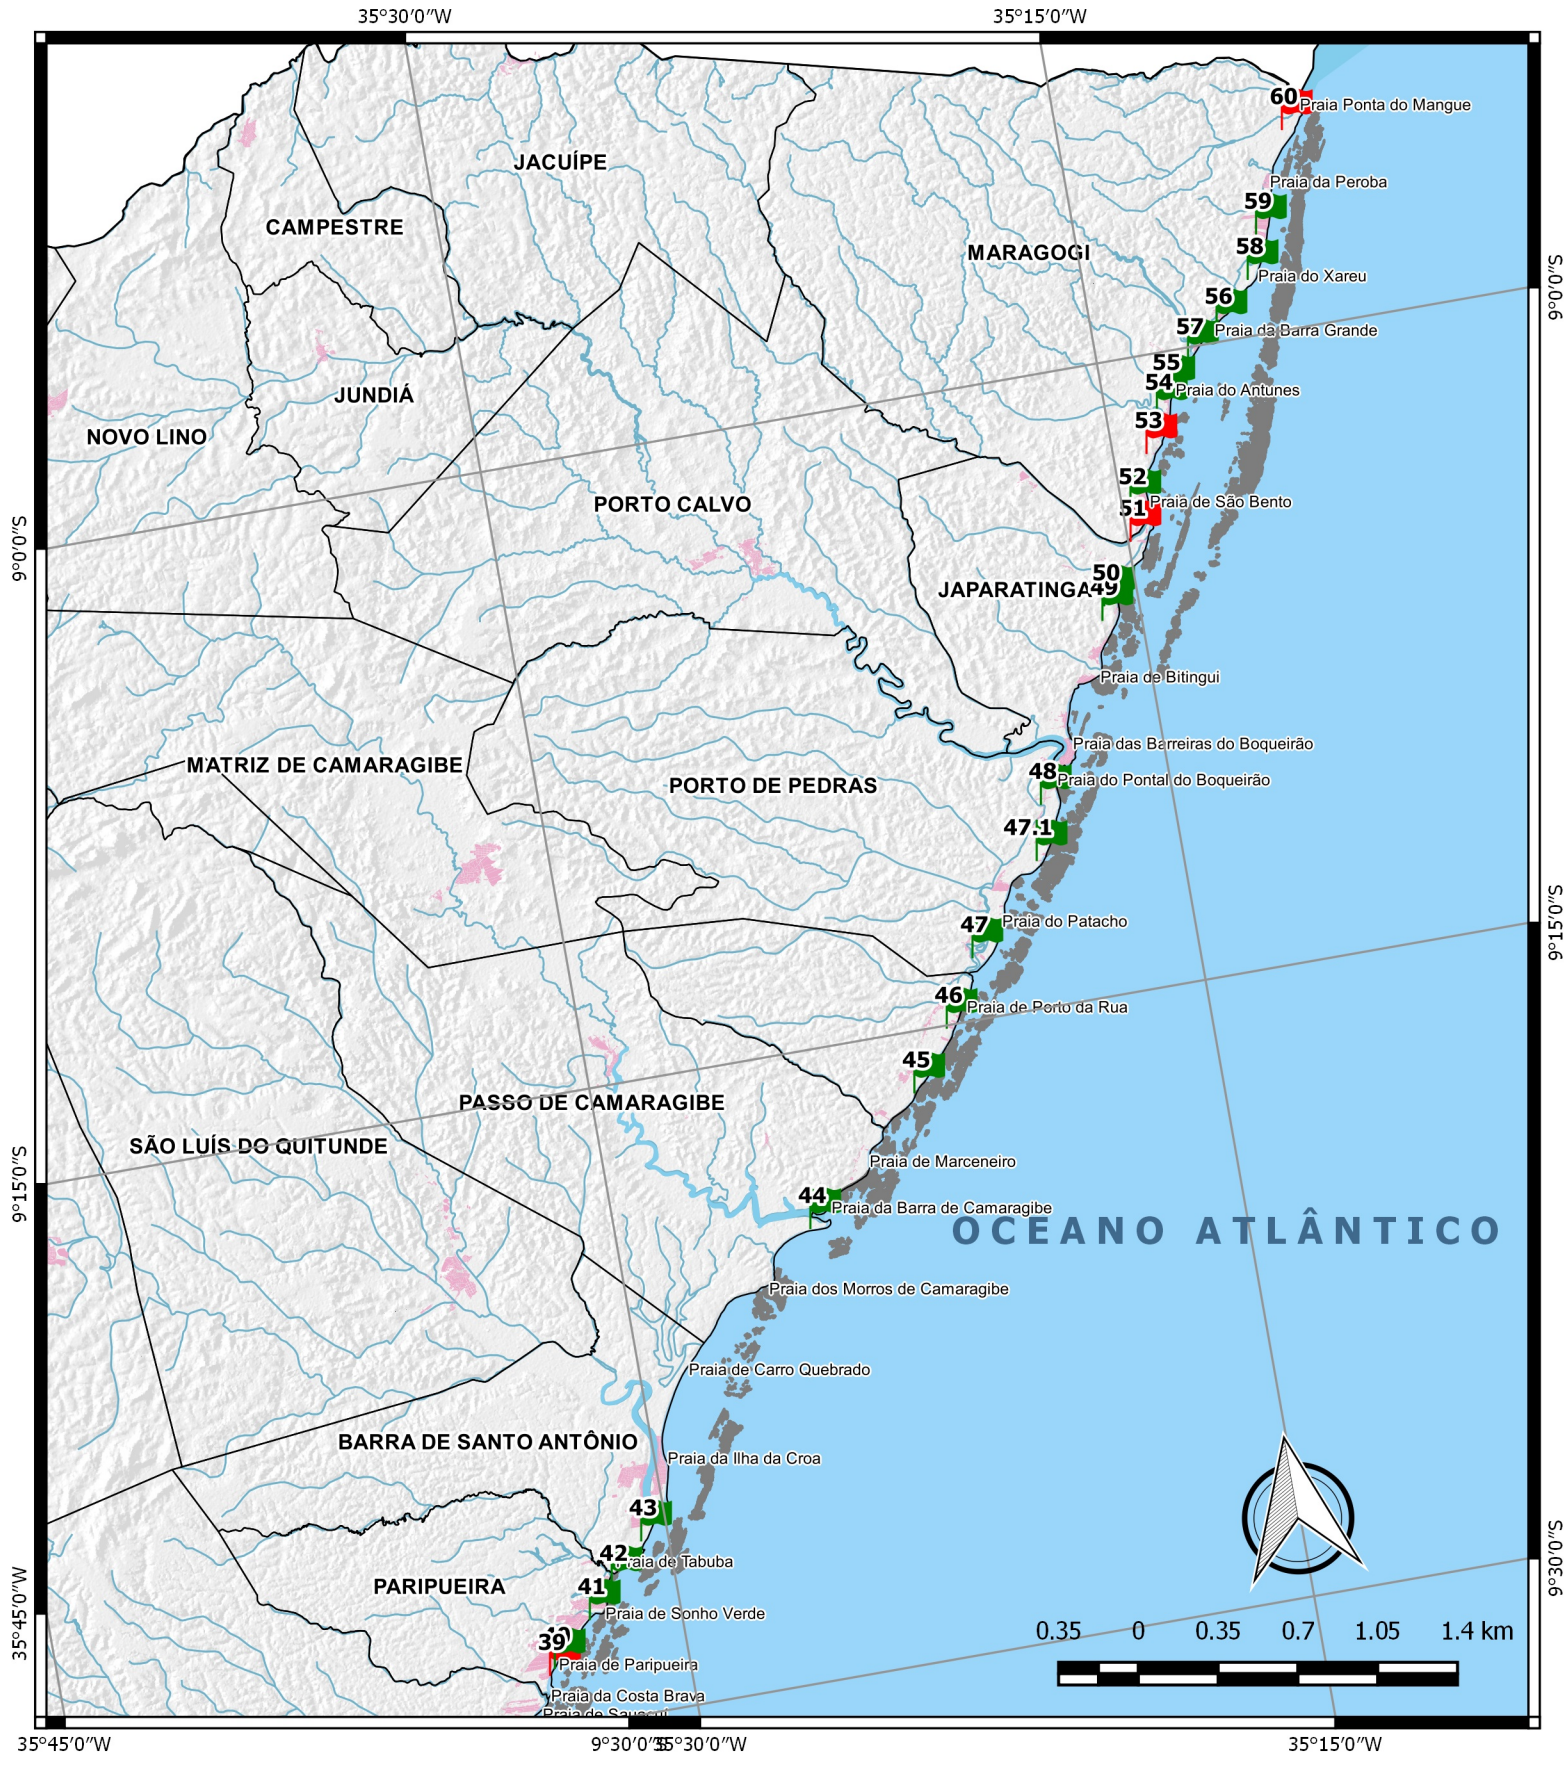 35°30′0″W
35°15′0″W
60
Praia Ponta do Mangue
JACUÍPE
Praia da Peroba
59
CAMPESTRE
58
MARAGOGI
Praia do Xareu
9°0′0″S
56
57
Praia da Barra Grande
55
54
Praia do Antunes
JUNDIÁ
53
NOVO LINO
52
PORTO CALVO
Praia de São Bento
51
9°0′0″S
50
JAPARATINGA
49
Praia de Bitingui
Praia das Barreiras do Boqueirão
MATRIZ DE CAMARAGIBE
48
Praia do Pontal do Boqueirão
PORTO DE PEDRAS
47.1
47
Praia do Patacho
9°15′0″S
46
Praia de Porto da Rua
45
PASSO DE CAMARAGIBE
SÃO LUÍS DO QUITUNDE
Praia de Marceneiro
9°15′0″S
44
Praia da Barra de Camaragibe
OCEANO ATLÂNTICO
Praia dos Morros de Camaragibe
Praia de Carro Quebrado
BARRA DE SANTO ANTÔNIO
Praia da Ilha da Croa
43
42
Praia de Tabuba
9°30′0″S
PARIPUEIRA
41
Praia de Sonho Verde
35°45′0″W
0.35 0 0.35 0.7 1.05 1.4 km
40
39
Praia de Paripueira
Praia da Costa Brava
35°45′0″W
9°30′0″S
35°30′0″W
35°15′0″W